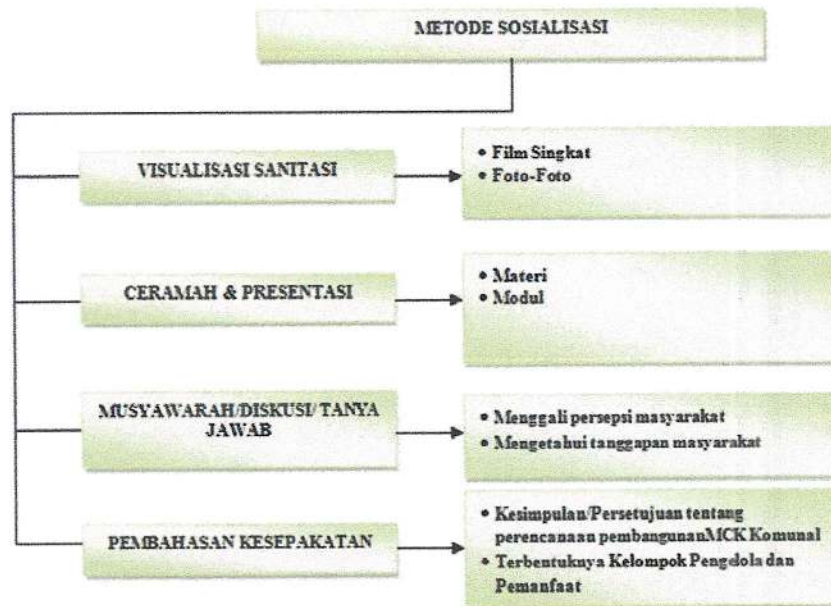 METODE SOSIALISASI
VISUALISASI SANITASI
• Film Singkat
• Foto-Foto
CERAMAH & PRESENTASI
• Materi
• Modul
MUSYAWARAH/DISKUSI/ TANYA
JAWAB
• Menggali persepsi masyarakat
• Mengetahui tanggapan masyarakat
PEMBAHASAN KESEPAKATAN
• Kesimpulan/Persetujuan tentang
perencanaan pembangunanMCK Komunal
• Terbentuknya Kelompok Pengelola dan
Pemanfaat